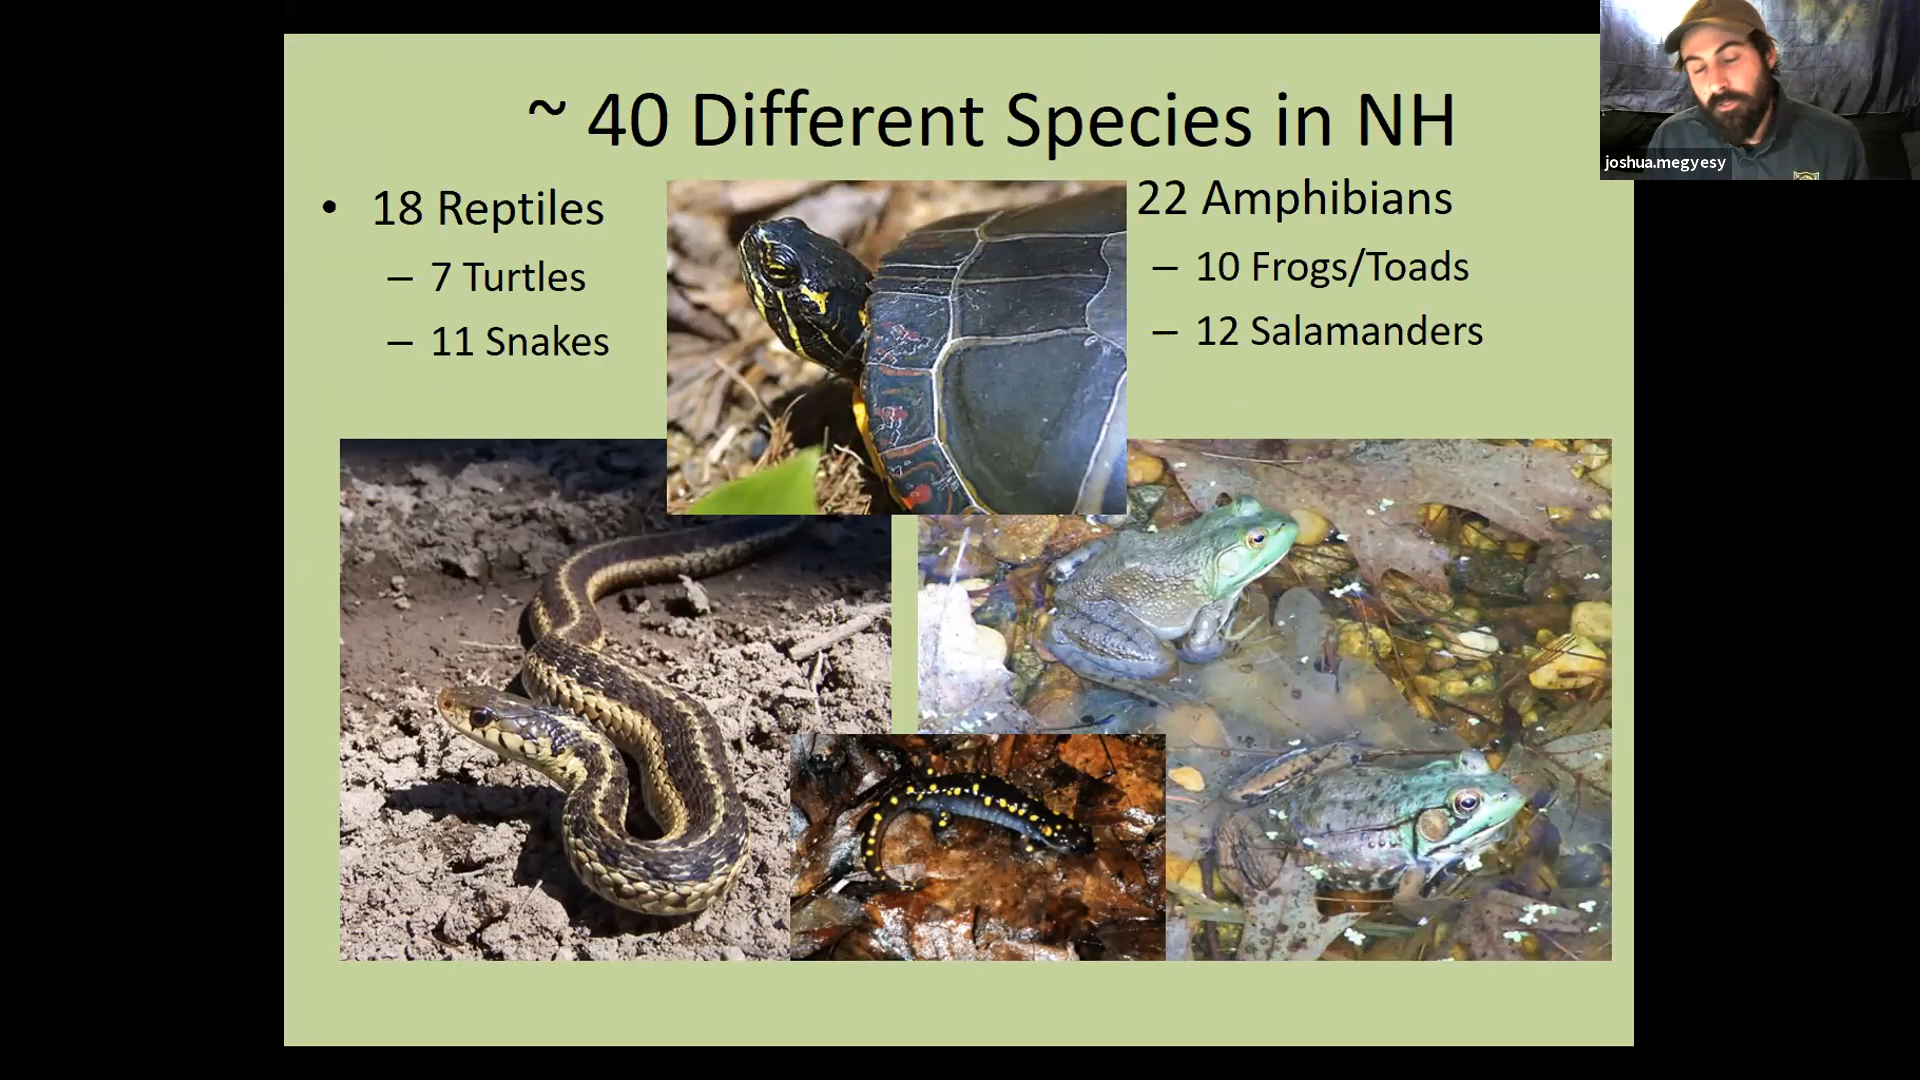 ~ 40 Different Species in NH
• 18 Reptiles
– 7 Turtles
– 11 Snakes
22 Amphibians
– 10 Frogs/Toads
– 12 Salamanders
joshua.megyesy